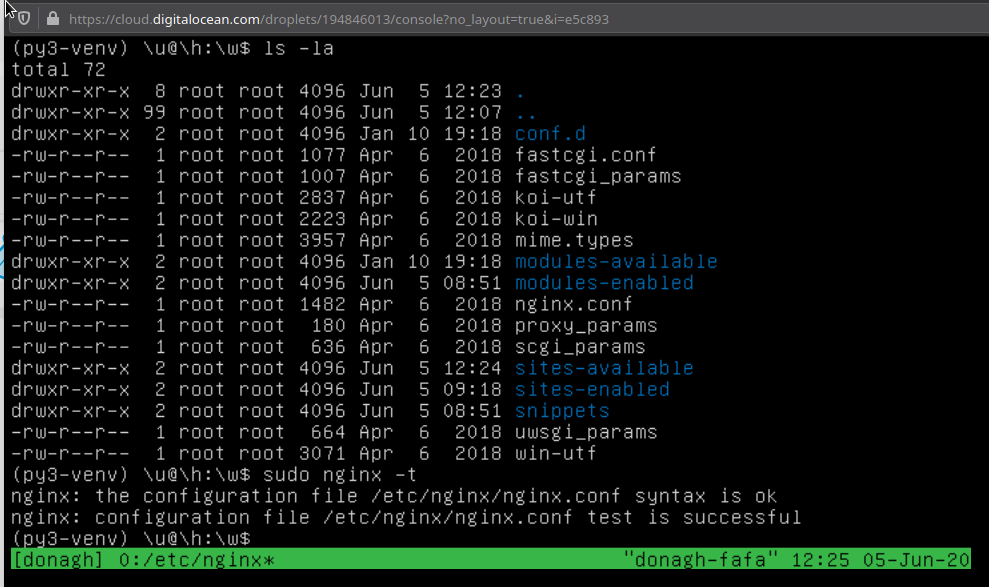 https://cloud.digitalocean.com/droplets/194846013/console?no_layout=true&i=e5c893
(py3-venv) \u@\h:\w$ ls -la
total 72
drwxr-xr-x  8 root root 4096 Jun  5 12:23 .
drwxr-xr-x 99 root root 4096 Jun  5 12:07 ..
drwxr-xr-x  2 root root 4096 Jan 10 19:18 conf.d
-rw-r--r--  1 root root 1077 Apr  6  2018 fastcgi.conf
-rw-r--r--  1 root root 1007 Apr  6  2018 fastcgi_params
-rw-r--r--  1 root root 2837 Apr  6  2018 koi-utf
-rw-r--r--  1 root root 2223 Apr  6  2018 koi-win
-rw-r--r--  1 root root 3957 Apr  6  2018 mime.types
drwxr-xr-x  2 root root 4096 Jan 10 19:18 modules-available
drwxr-xr-x  2 root root 4096 Jun  5 08:51 modules-enabled
-rw-r--r--  1 root root 1482 Apr  6  2018 nginx.conf
-rw-r--r--  1 root root  180 Apr  6  2018 proxy_params
-rw-r--r--  1 root root  636 Apr  6  2018 scgi_params
drwxr-xr-x  2 root root 4096 Jun  5 12:24 sites-available
drwxr-xr-x  2 root root 4096 Jun  5 09:18 sites-enabled
drwxr-xr-x  2 root root 4096 Jun  5 08:51 snippets
-rw-r--r--  1 root root  664 Apr  6  2018 uwsgi_params
-rw-r--r--  1 root root 3071 Apr  6  2018 win-utf
(py3-venv) \u@\h:\w$ sudo nginx -t
nginx: the configuration file /etc/nginx/nginx.conf syntax is ok
nginx: configuration file /etc/nginx/nginx.conf test is successful
(py3-venv) \u@\h:\w$
[donagh] 0:/etc/nginx* "donagh-fafa" 12:25 05-Jun-20